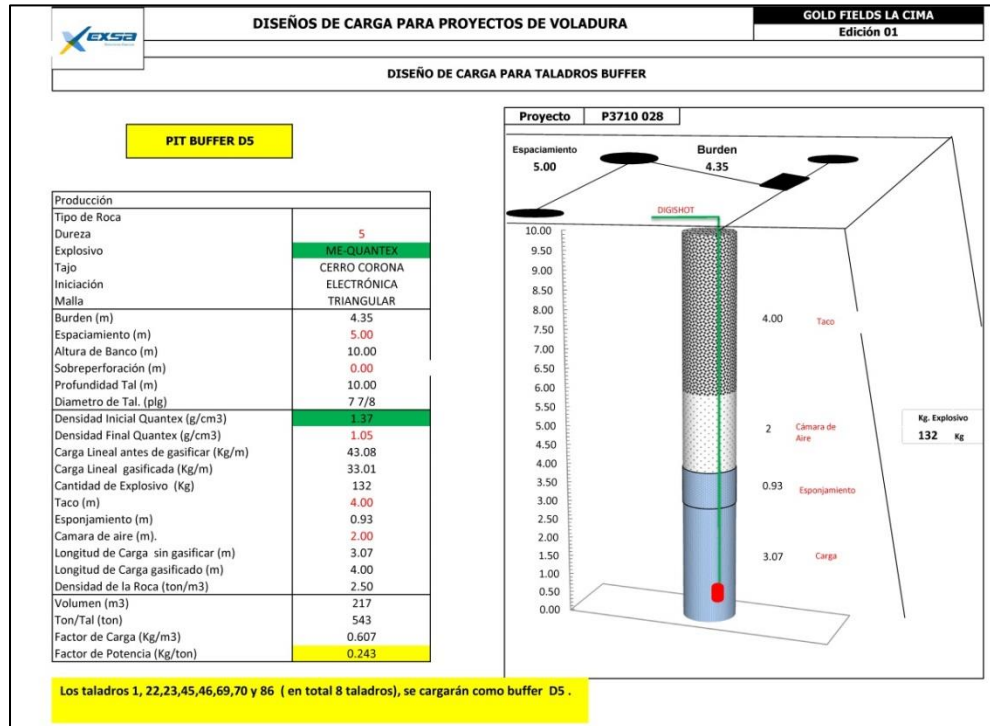 exsa
DISEÑOS DE CARGA PARA PROYECTOS DE VOLADURA
GOLD FIELDS LA CIMA
Edición 01
DISEÑO DE CARGA PARA TALADROS BUFFER
PIT BUFFER D5
Producción
Tipo de Roca
Dureza 5
Explosivo ME-QUANTEX
Tajo CERRO CORONA
Iniciación ELECTRÓNICA
Malla TRIANGULAR
Burden (m) 4.35
Espaciamiento (m) 5.00
Altura de Banco (m) 10.00
Sobreperforación (m) 0.00
Profundidad Tal (m) 10.00
Diametro de Tal. (plg) 7 7/8
Densidad Inicial Quantex (g/cm3) 1.37
Densidad Final Quantex (g/cm3) 1.05
Carga Lineal antes de gasificar (Kg/m) 43.08
Carga Lineal gasificada (Kg/m) 33.01
Cantidad de Explosivo (Kg) 132
Taco (m) 4.00
Esponjamiento (m) 0.93
Camara de aire (m). 2.00
Longitud de Carga sin gasificar (m) 3.07
Longitud de Carga gasificado (m) 4.00
Densidad de la Roca (ton/m3) 2.50
Volumen (m3) 217
Ton/Tal (ton) 543
Factor de Carga (Kg/m3) 0.607
Factor de Potencia (Kg/ton) 0.243
Proyecto P3710 028
Espaciamiento
5.00
Burden
4.35
DIGISHOT
10.00
9.50
9.00
8.50
8.00
7.50
7.00
6.50
6.00
5.50
5.00
4.50
4.00
3.50
3.00
2.50
2.00
1.50
1.00
0.50
0.00
4.00 Taco
2 Cámara de
Aire
0.93 Esponjamiento
3.07 Carga
Kg. Explosivo
132 Kg
Los taladros 1, 22,23,45,46,69,70 y 86 ( en total 8 taladros), se cargarán como buffer D5 .